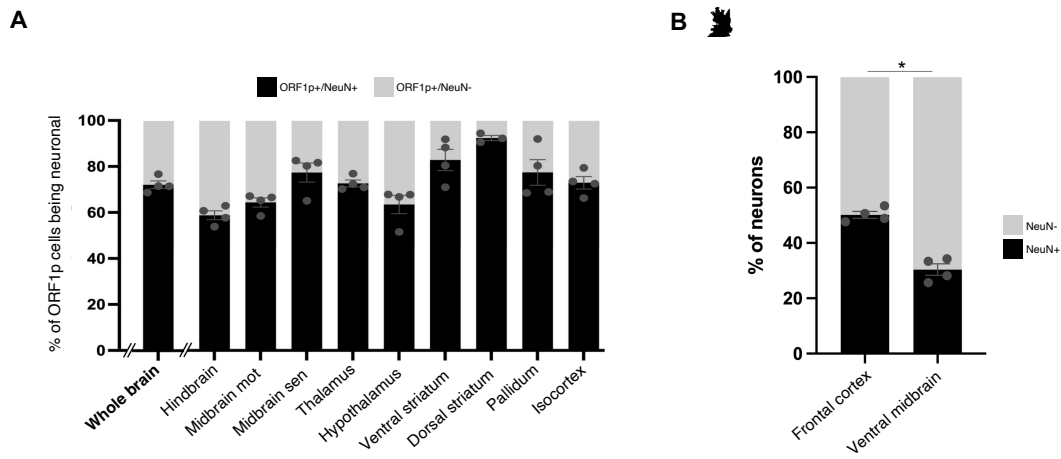 A
ORF1p+/NeuN+ ORF1p+/NeuN-
% of ORF1p cells being neuronal
100
80
60
40
20
0
Whole brain
Hindbrain
Midbrain mot
Midbrain sen
Thalamus
Hypothalamus
Ventral striatum
Dorsal striatum
Pallidum
Isocortex
B
*
% of neurons
100
80
60
40
20
0
NeuN-
NeuN+
Frontal cortex
Ventral midbrain